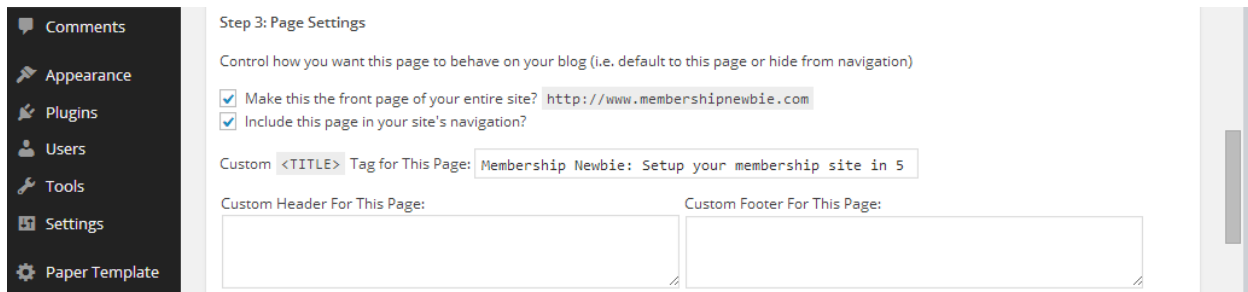 Comments
Appearance
Plugins
Users
Tools
Settings
Paper Template
Step 3: Page Settings
Control how you want this page to behave on your blog (i.e. default to this page or hide from navigation)
Make this the front page of your entire site? http://www.membershipnewbie.com
Include this page in your site's navigation?
Custom <TITLE> Tag for This Page: Membership Newbie: Setup your membership site in 5
Custom Header For This Page: Custom Footer For This Page: